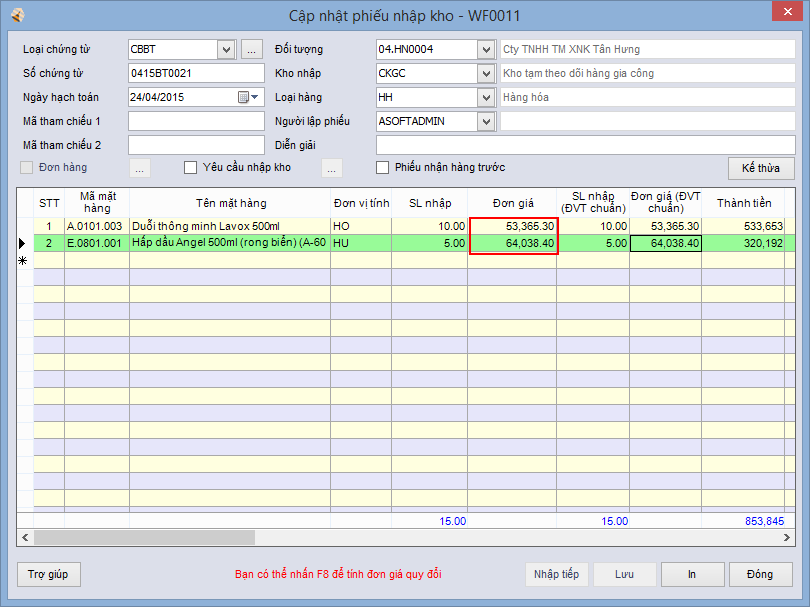 Cập nhật phiếu nhập kho - WF0011
Loại chứng từ CBBT ... Đối tượng 04.HN0004 Cty TNHH TM XNK Tân Hưng
Số chứng từ 0415BT0021 Kho nhập CKGC Kho tạm theo dõi hàng gia công
Ngày hạch toán 24/04/2015 Loại hàng HH Hàng hóa
Mã tham chiếu 1 Người lập phiếu ASOFTADMIN
Mã tham chiếu 2 Diễn giải
Đơn hàng ... Yêu cầu nhập kho ... Phiếu nhận hàng trước Kế thừa
STT Mã mặt hàng Tên mặt hàng Đơn vị tính SL nhập Đơn giá SL nhập (ĐVT chuẩn) Đơn giá (ĐVT chuẩn) Thành tiền
1 A.0101.003 Duỗi thông minh Lavox 500ml HO 10.00 53,365.30 10.00 53,365.30 533,653
2 E.0801.001 Hấp dầu Angel 500ml (rong biển) (A-60 HU 5.00 64,038.40 5.00 64,038.40 320,192
15.00 15.00 853,845
Trợ giúp Bạn có thể nhấn F8 để tính đơn giá quy đổi Nhập tiếp Lưu In Đóng